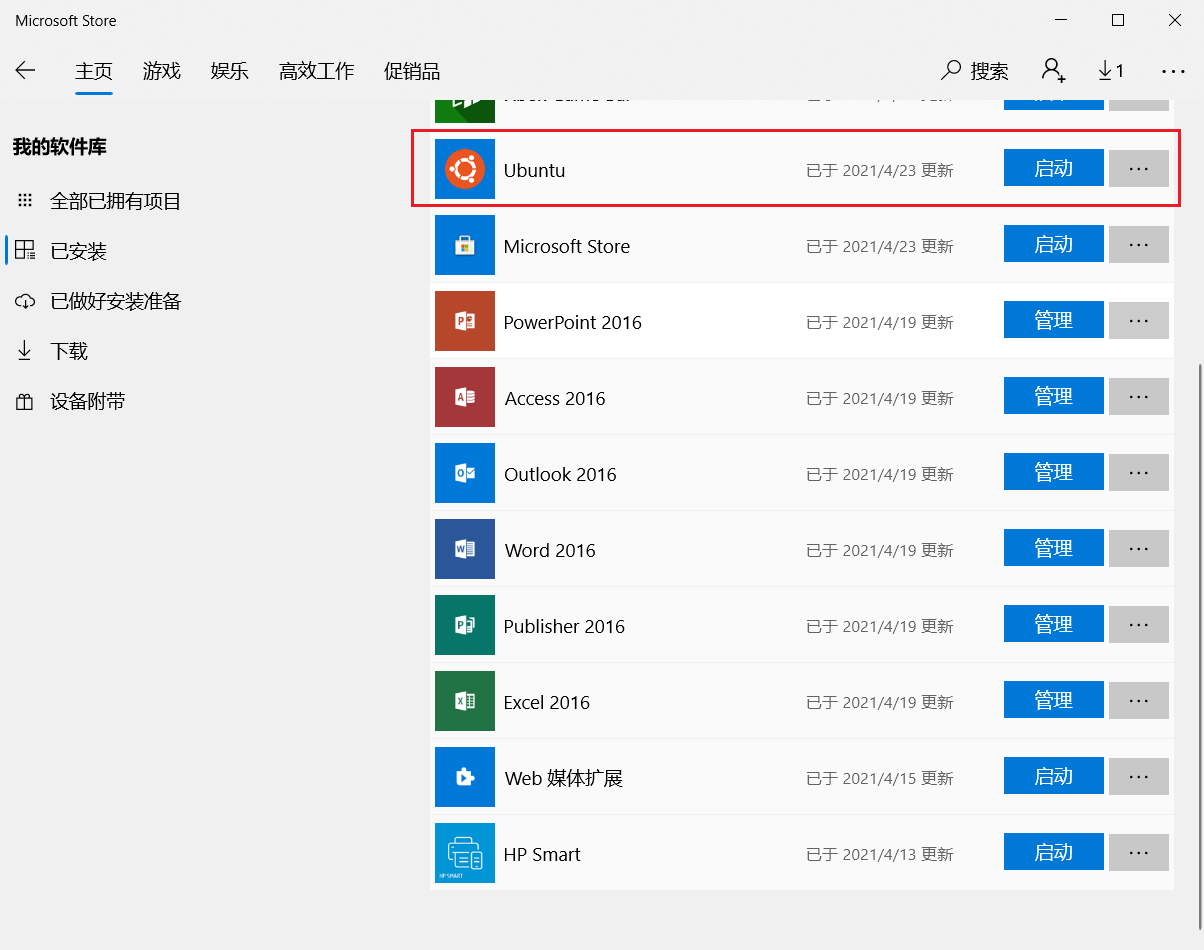 Microsoft Store
主页 游戏 娱乐 高效工作 促销品 搜索 1
我的软件库
全部已拥有项目
已安装
已做好安装准备
下载
设备附带
Ubuntu 已于 2021/4/23 更新 启动 ...
Microsoft Store 已于 2021/4/23 更新 启动 ...
PowerPoint 2016 已于 2021/4/19 更新 管理 ...
Access 2016 已于 2021/4/19 更新 管理 ...
Outlook 2016 已于 2021/4/19 更新 管理 ...
Word 2016 已于 2021/4/19 更新 管理 ...
Publisher 2016 已于 2021/4/19 更新 管理 ...
Excel 2016 已于 2021/4/19 更新 管理 ...
Web 媒体扩展 已于 2021/4/15 更新 启动 ...
HP Smart 已于 2021/4/13 更新 启动 ...
HP SMART